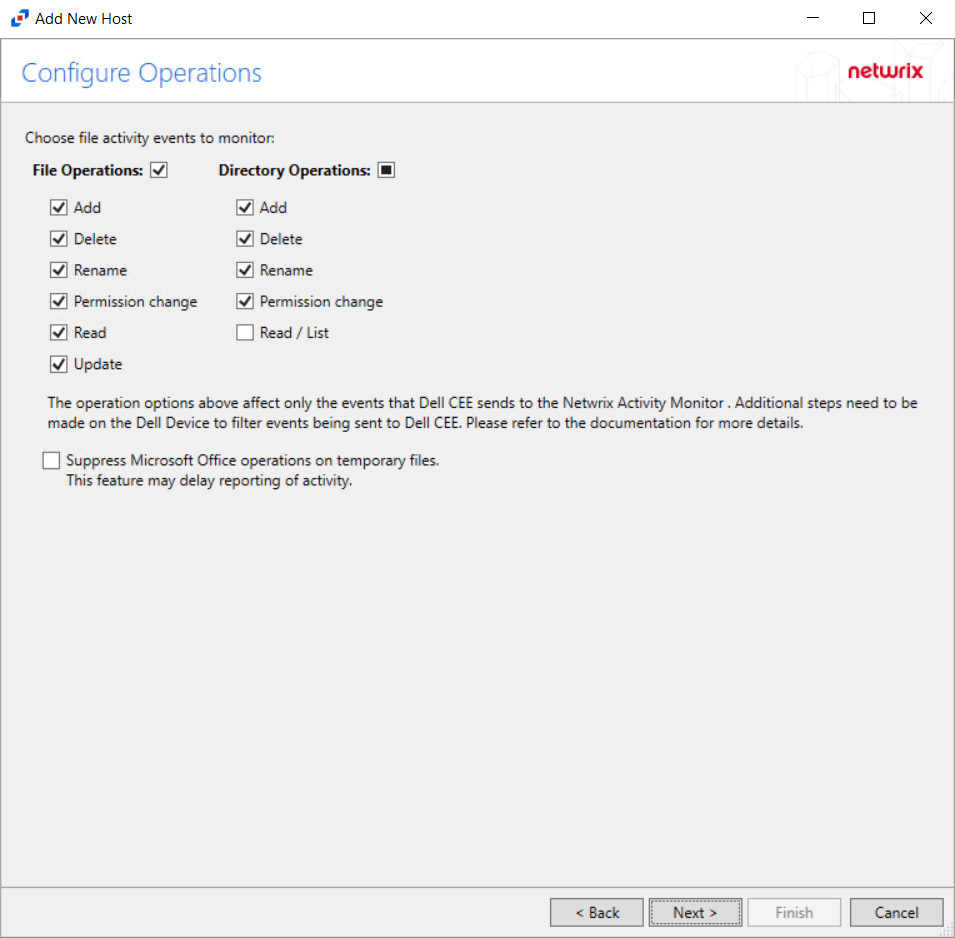 Add New Host
Configure Operations
netwrix
Choose file activity events to monitor:
File Operations:
Directory Operations:
Add
Add
Delete
Delete
Rename
Rename
Permission change
Permission change
Read
Read / List
Update
The operation options above affect only the events that Dell CEE sends to the Netwrix Activity Monitor . Additional steps need to be
made on the Dell Device to filter events being sent to Dell CEE. Please refer to the documentation for more details.
Suppress Microsoft Office operations on temporary files.
This feature may delay reporting of activity.
< Back
Next >
Finish
Cancel